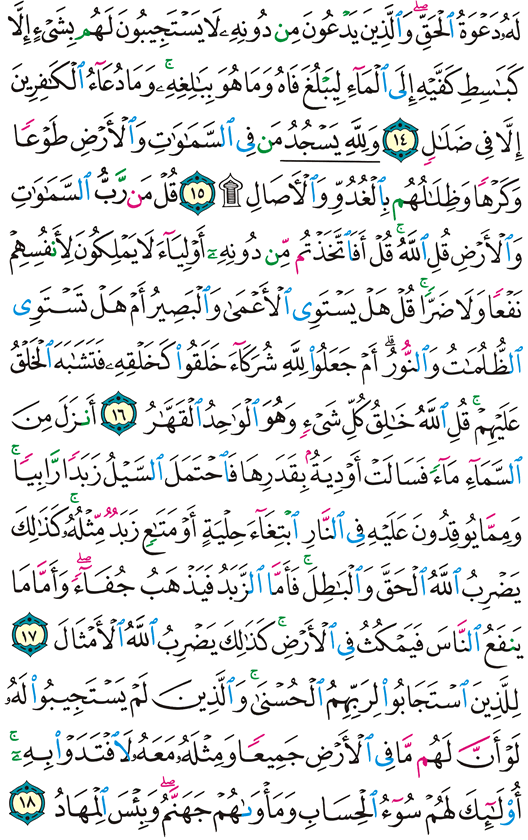 لَهُۥ دَعْوَةُ ٱلْحَقِّ ۖ وَٱلَّذِينَ يَدْعُونَ مِن دُونِهِۦ لَا يَسْتَجِيبُونَ لَهُم بِشَىْءٍ إِلَّا
كَبَٰسِطِ كَفَّيْهِ إِلَى ٱلْمَآءِ لِيَبْلُغَ فَاهُ وَمَا هُوَ بِبَٰلِغِهِۦ ۚ وَمَا دُعَآءُ ٱلْكَٰفِرِينَ
إِلَّا فِى ضَلَٰلٍ ١٤ وَلِلَّهِ يَسْجُدُ مَن فِى ٱلسَّمَٰوَٰتِ وَٱلْأَرْضِ طَوْعًا
وَكَرْهًا وَظِلَٰلُهُم بِٱلْغُدُوِّ وَٱلْءَاصَالِ ۩ ١٥ قُلْ مَن رَّبُّ ٱلسَّمَٰوَٰتِ
وَٱلْأَرْضِ قُلِ ٱللَّهُ ۚ قُلْ أَفَٱتَّخَذْتُم مِّن دُونِهِۦٓ أَوْلِيَآءَ لَا يَمْلِكُونَ لِأَنفُسِهِمْ
نَفْعًا وَلَا ضَرًّا ۚ قُلْ هَلْ يَسْتَوِى ٱلْأَعْمَىٰ وَٱلْبَصِيرُ أَمْ هَلْ تَسْتَوِى
ٱلظُّلُمَٰتُ وَٱلنُّورُ ۗ أَمْ جَعَلُوا۟ لِلَّهِ شُرَكَآءَ خَلَقُوا۟ كَخَلْقِهِۦ فَتَشَٰبَهَ ٱلْخَلْقُ
عَلَيْهِمْ ۚ قُلِ ٱللَّهُ خَٰلِقُ كُلِّ شَىْءٍ وَهُوَ ٱلْوَٰحِدُ ٱلْقَهَّٰرُ ١٦ أَنزَلَ مِنَ
ٱلسَّمَآءِ مَآءً فَسَالَتْ أَوْدِيَةٌۢ بِقَدَرِهَا فَٱحْتَمَلَ ٱلسَّيْلُ زَبَدًا رَّابِيًا ۚ
وَمِمَّا يُوقِدُونَ عَلَيْهِ فِى ٱلنَّارِ ٱبْتِغَآءَ حِلْيَةٍ أَوْ مَتَٰعٍ زَبَدٌ مِّثْلُهُۥ ۚ كَذَٰلِكَ
يَضْرِبُ ٱللَّهُ ٱلْحَقَّ وَٱلْبَٰطِلَ ۚ فَأَمَّا ٱلزَّبَدُ فَيَذْهَبُ جُفَآءً ۖ وَأَمَّا مَا
يَنفَعُ ٱلنَّاسَ فَيَمْكُثُ فِى ٱلْأَرْضِ ۚ كَذَٰلِكَ يَضْرِبُ ٱللَّهُ ٱلْأَمْثَالَ ١٧
لِلَّذِينَ ٱسْتَجَابُوا۟ لِرَبِّهِمُ ٱلْحُسْنَىٰ ۚ وَٱلَّذِينَ لَمْ يَسْتَجِيبُوا۟ لَهُۥ
لَوْ أَنَّ لَهُم مَّا فِى ٱلْأَرْضِ جَمِيعًا وَمِثْلَهُۥ مَعَهُۥ لَٱفْتَدَوْا۟ بِهِۦٓ ۚ
أُو۟لَٰٓئِكَ لَهُمْ سُوٓءُ ٱلْحِسَابِ وَمَأْوَىٰهُمْ جَهَنَّمُ ۖ وَبِئْسَ ٱلْمِهَادُ ١٨